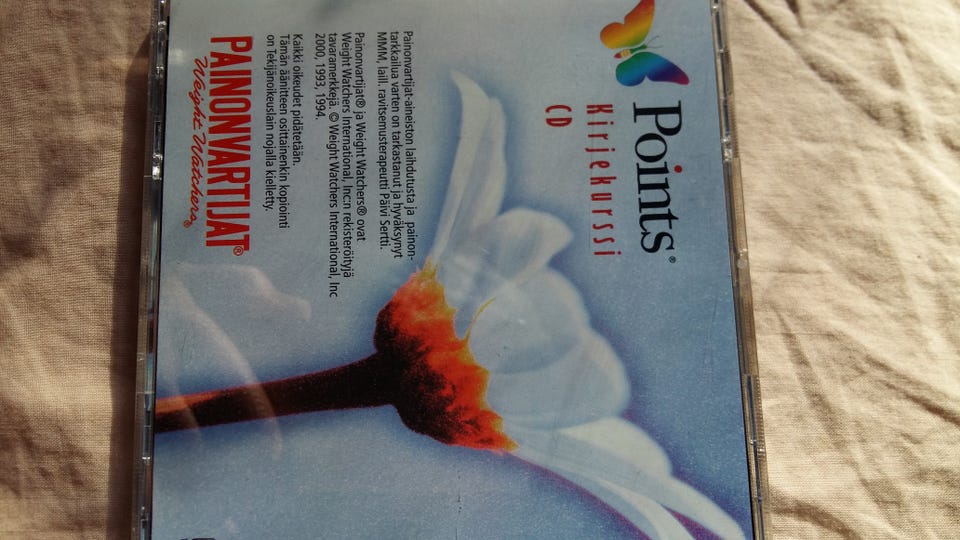 Points®
Kirjekurssi
CD
Painonvartijat-aineiston laihdutusta ja painon-
tarkkailua varten on tarkastanut ja hyväksynyt
MMM, laill. ravitsemusterapeutti Päivi Sertti.
Painonvartijat® ja Weight Watchers® ovat
Weight Watchers International, Inc:n rekisteröityjä
tavaramerkkejä. © Weight Watchers International, Inc
2000, 1993, 1994.
Kaikki oikeudet pidätetään.
Tämän äänitteen osittainenkin kopiointi
on Tekijänoikeuslain nojalla kielletty.
PAINONVARTIJAT®
Weight Watchers®